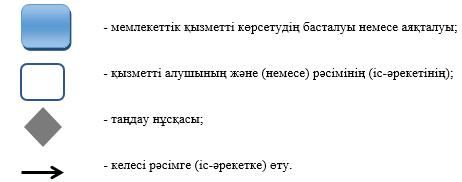 - мемлекеттік қызметті көрсетудің басталуы немесе аяқталуы;
- қызметті алушының және (немесе) рәсімінің (іс-әрекетінің);
- таңдау нұсқасы;
- келесі рәсімге (іс-әрекетке) өту.